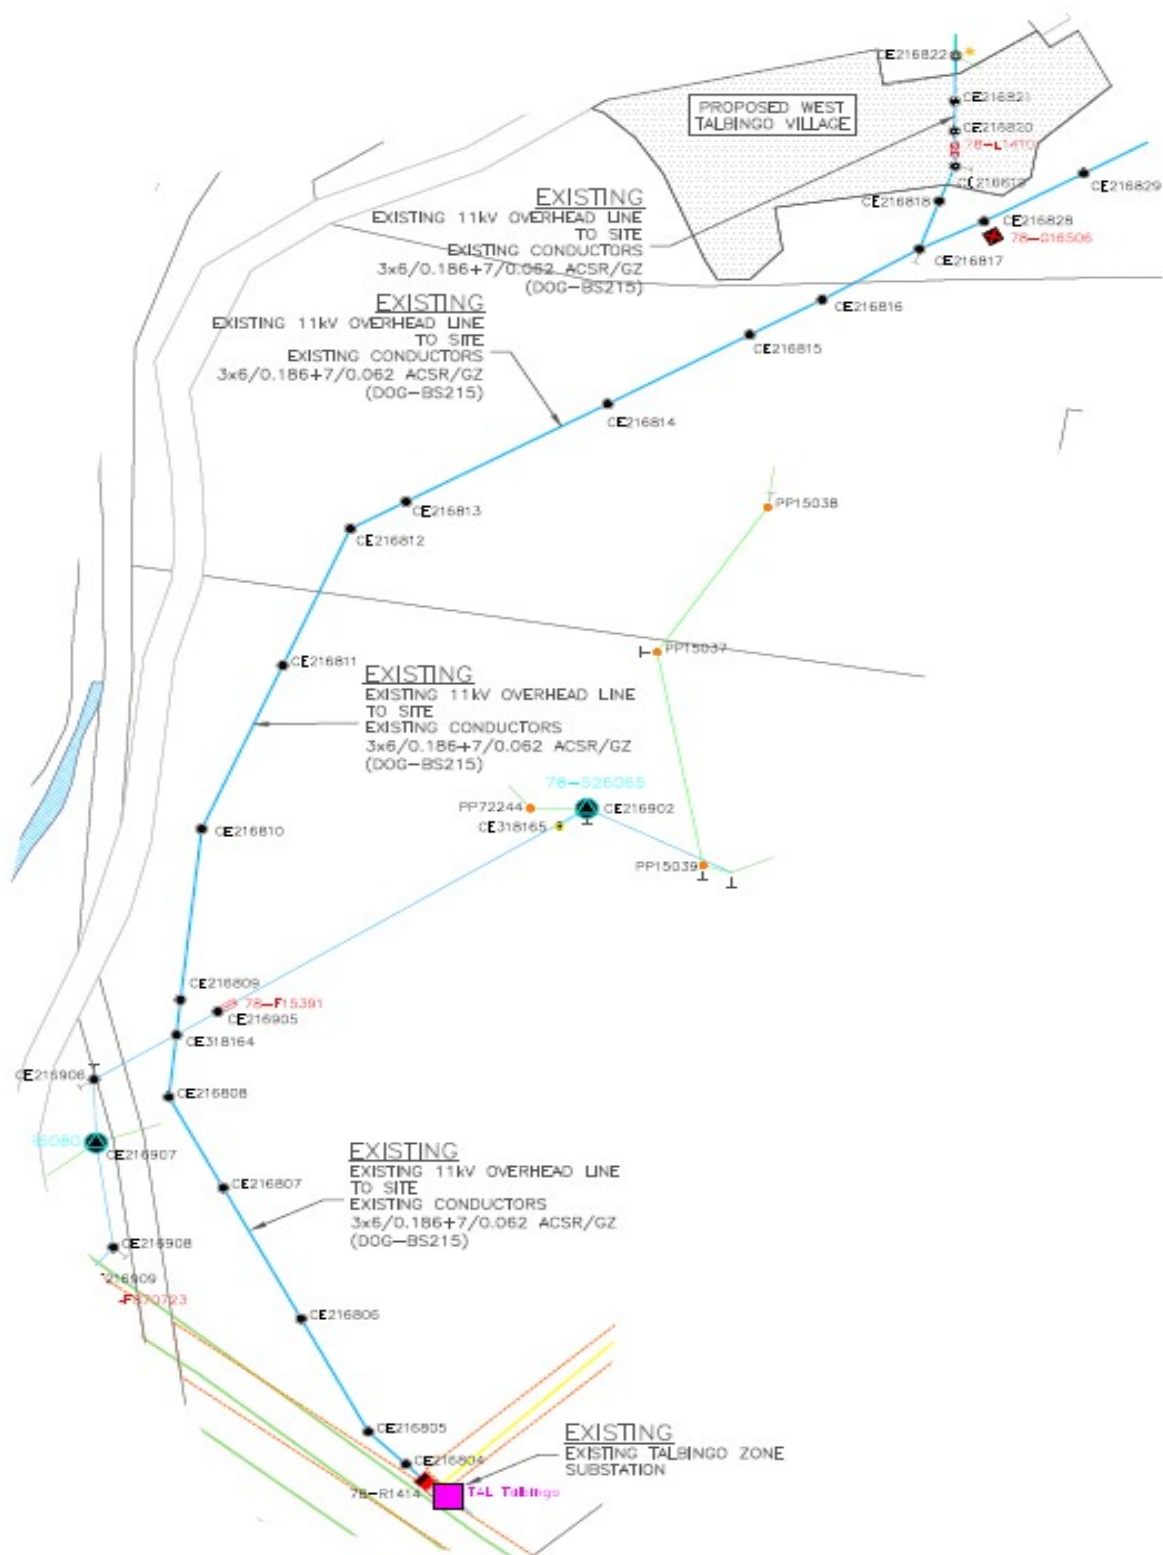 CE216822
PROPOSED WEST
TALBINGO VILLAGE
CE216821
CE216820
78-L1410
CE216829
CE216818
CE216828
78-G16506
CE216817
EXISTING
EXISTING 11kV OVERHEAD LINE
TO SITE
EXISTING CONDUCTORS
3x6/0.186+7/0.062 ACSR/GZ
(DOG-BS215)
CE216816
EXISTING
EXISTING 11kV OVERHEAD LINE
TO SITE
EXISTING CONDUCTORS
3x6/0.186+7/0.062 ACSR/GZ
(DOG-BS215)
CE216815
CE216814
CE216813
CE216812
PP15038
PP15037
CE216811
EXISTING
EXISTING 11kV OVERHEAD LINE
TO SITE
EXISTING CONDUCTORS
3x6/0.186+7/0.062 ACSR/GZ
(DOG-BS215)
78-S26065
PP72244
CE216902
CE318165
CE216810
PP15039
CE216809
78-F15391
CE216905
CE318164
CE216906
CE216808
CE216907
EXISTING
EXISTING 11kV OVERHEAD LINE
TO SITE
EXISTING CONDUCTORS
3x6/0.186+7/0.062 ACSR/GZ
(DOG-BS215)
CE216807
CE216908
216909
-F870723
CE216806
CE216805
EXISTING
EXISTING TALBINGO ZONE
SUBSTATION
CE216804
78-R1414
TAL Talbingo